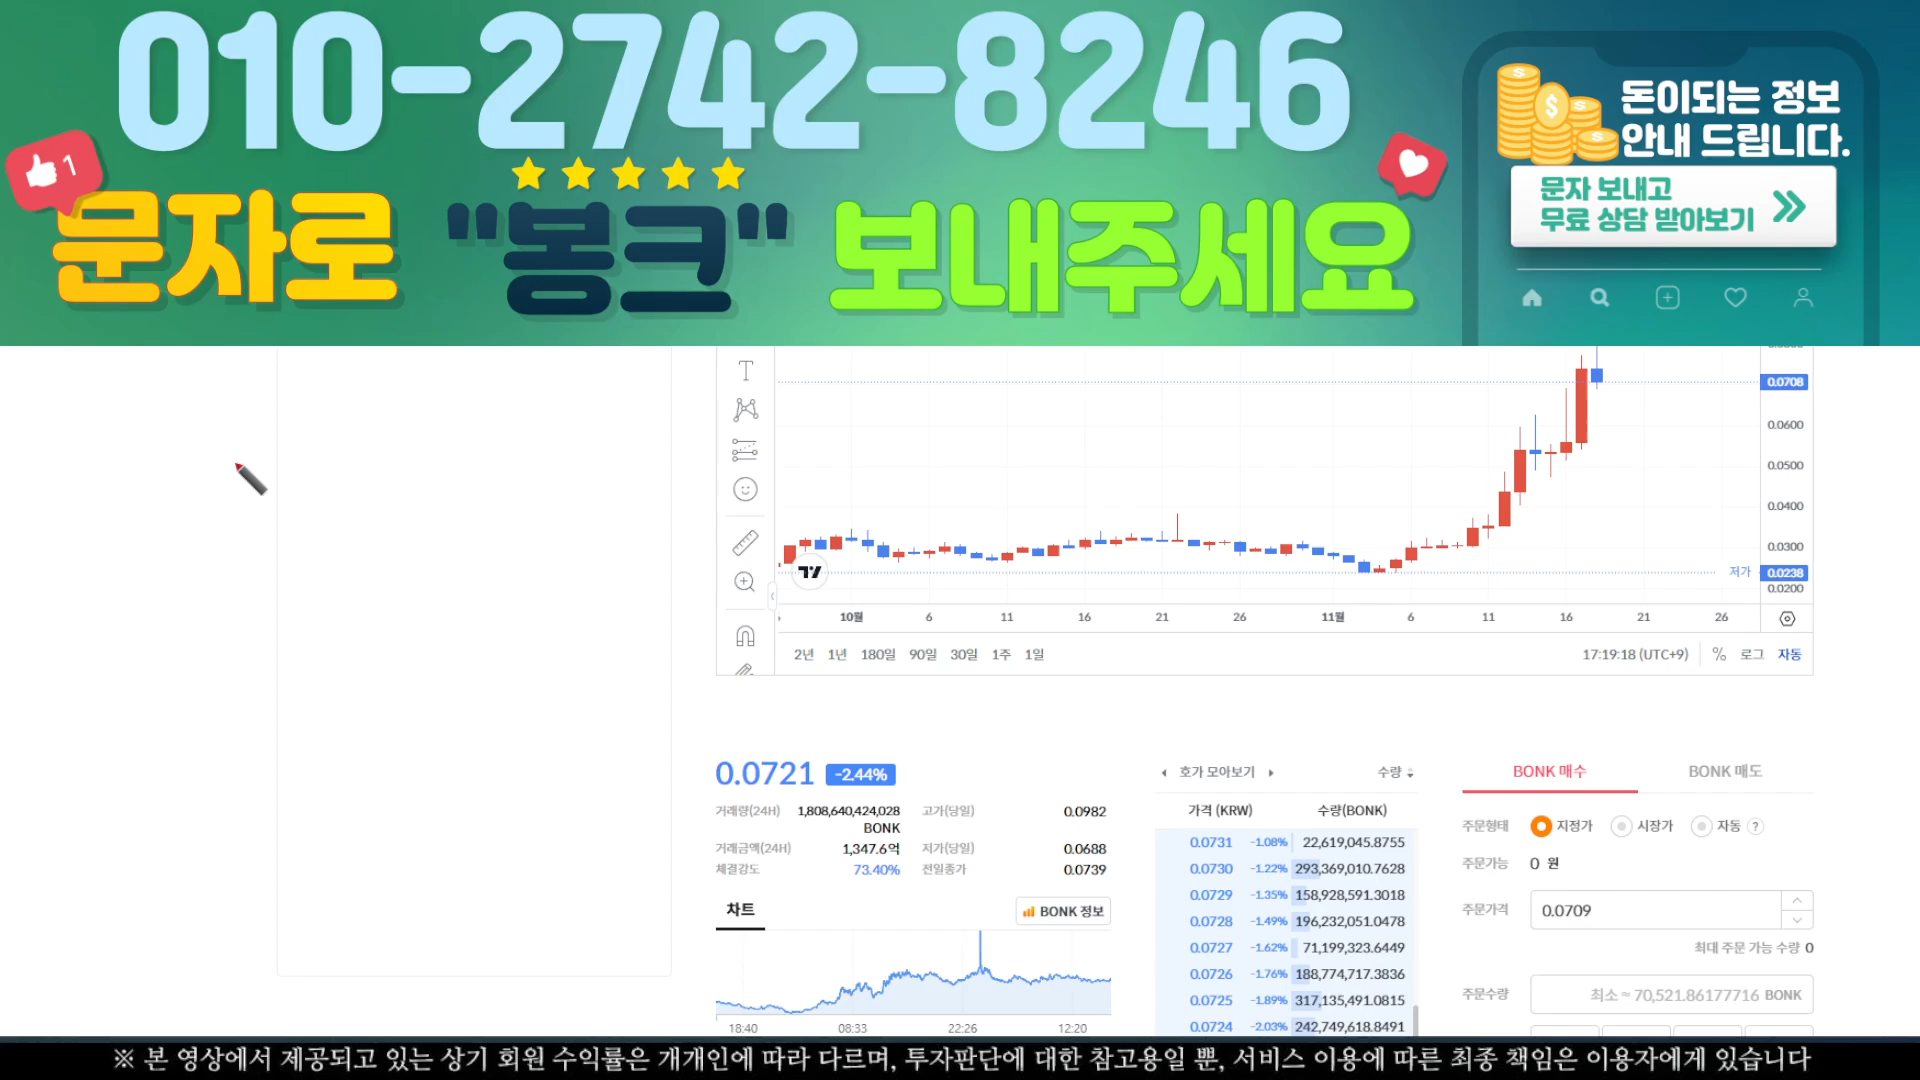 010-2742-8246
1
문자로 "봉크" 보내주세요
돈이되는 정보
안내 드립니다.
문자 보내고
무료 상담 받아보기
0.0708
0.0600
0.0500
0.0400
0.0300
저가 0.0238
0.0200
10월 6 11 16 21 26 11월 6 11 16 21 26
2년 1년 180일 90일 30일 1주 1일
17:19:18 (UTC+9) % 로그 자동
0.0721 -2.44%
거래량(24H) 1,808,640,424,028 BONK
고가(당일) 0.0982
거래금액(24H) 1,347.6억
저가(당일) 0.0688
체결강도 73.40%
전일종가 0.0739
차트
BONK 정보
18:40 08:33 22:26 12:20
호가 모아보기
수량
가격 (KRW) 수량(BONK)
0.0731 -1.08% 22,619,045.8755
0.0730 -1.22% 293,369,010.7628
0.0729 -1.35% 158,928,591.3018
0.0728 -1.49% 196,232,051.0478
0.0727 -1.62% 71,199,323.6449
0.0726 -1.76% 188,774,717.3836
0.0725 -1.89% 317,135,491.0815
0.0724 -2.03% 242,749,618.8491
BONK 매수 BONK 매도
주문형태 지정가 시장가 자동 ?
주문가능 0 원
주문가격 0.0709
최대 주문 가능 수량 0
주문수량 최소 ≈ 70,521.86177716 BONK
※ 본 영상에서 제공되고 있는 상기 회원 수익률은 개개인에 따라 다르며, 투자판단에 대한 참고용일 뿐, 서비스 이용에 따른 최종 책임은 이용자에게 있습니다